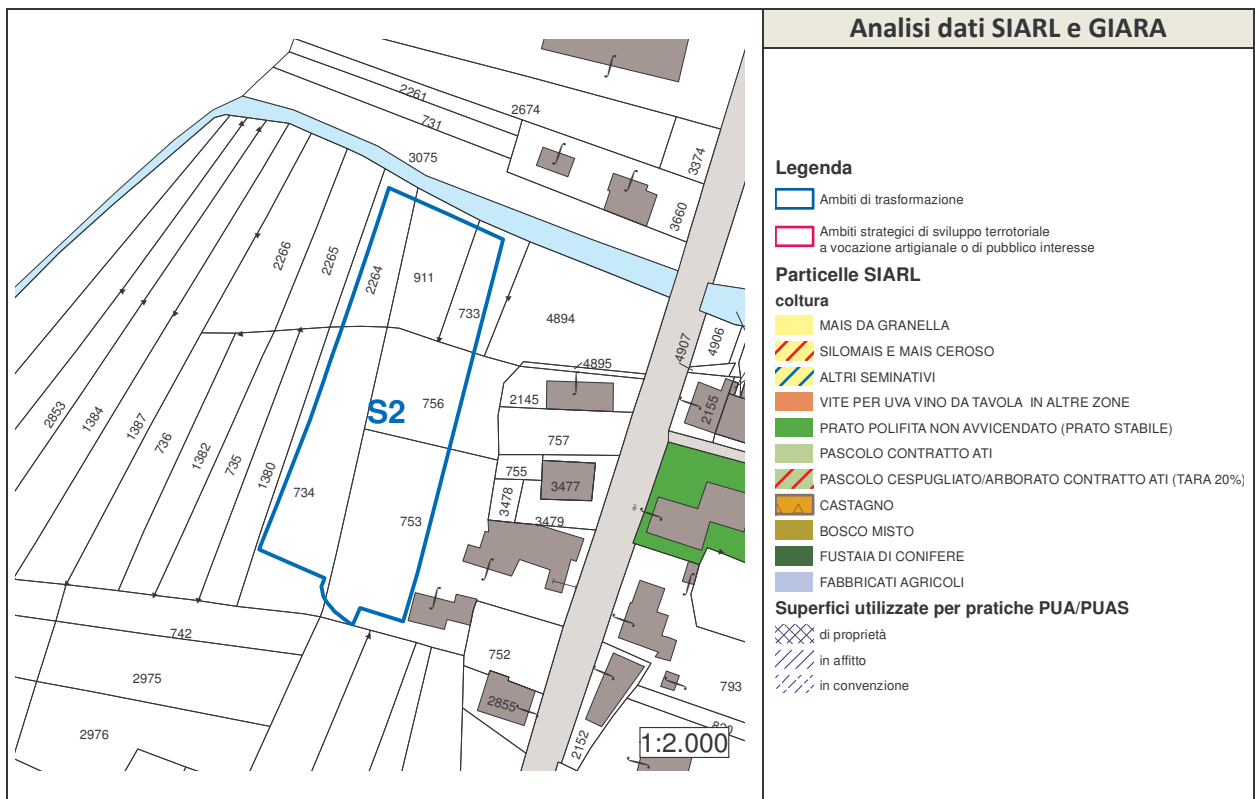 Analisi dati SIARL e GIARA
2261
2674
731
3075
3374
3660
2266
2265
2264
911
733
4894
4907
4906
4895
2145
2155
756
S2
757
2853
1384
1387
736
1382
735
1380
734
755
3477
3478
3479
753
742
752
2975
2855
793
2976
2152
1:2.000
Legenda
Ambiti di trasformazione
Ambiti strategici di sviluppo terrotoriale
a vocazione artigianale o di pubblico interesse
Particelle SIARL
coltura
MAIS DA GRANELLA
SILOMAIS E MAIS CEROSO
ALTRI SEMINATIVI
VITE PER UVA VINO DA TAVOLA IN ALTRE ZONE
PRATO POLIFITA NON AVVICENDATO (PRATO STABILE)
PASCOLO CONTRATTO ATI
PASCOLO CESPUGLIATO/ARBORATO CONTRATTO ATI (TARA 20%)
CASTAGNO
BOSCO MISTO
FUSTAIA DI CONIFERE
FABBRICATI AGRICOLI
Superfici utilizzate per pratiche PUA/PUAS
di proprietà
in affitto
in convenzione